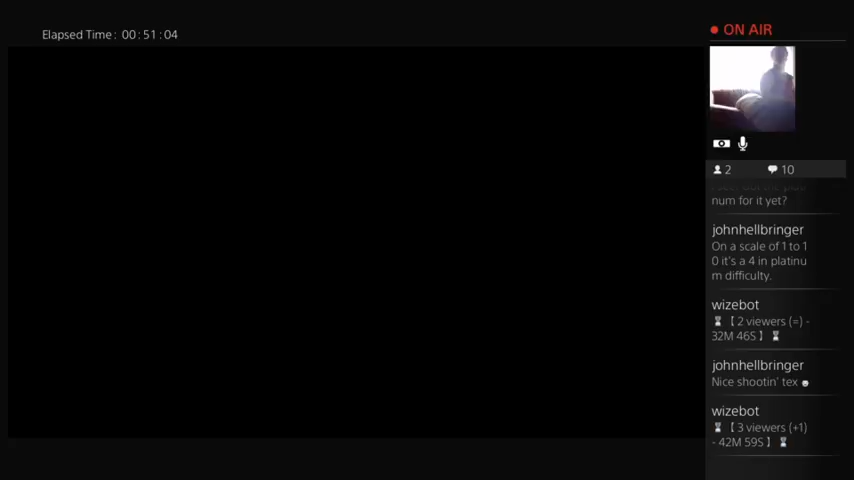 Elapsed Time: 00:51:04
ON AIR
2 10
num for it yet?
johnhellbringer
On a scale of 1 to 1
0 it's a 4 in platinu
m difficulty.
wizebot
【 2 viewers (=) -
32M 46S 】
johnhellbringer
Nice shootin' tex
wizebot
【 3 viewers (+1)
- 42M 59S 】